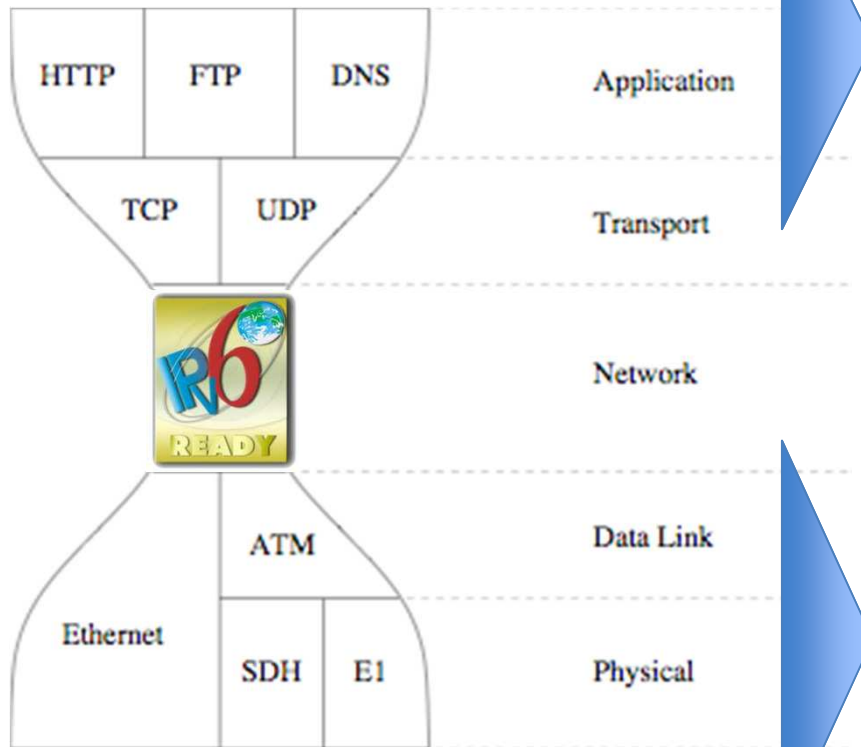 HTTP FTP DNS Application
TCP UDP Transport
IPv6 Network
READY
ATM Data Link
Ethernet
SDH E1 Physical